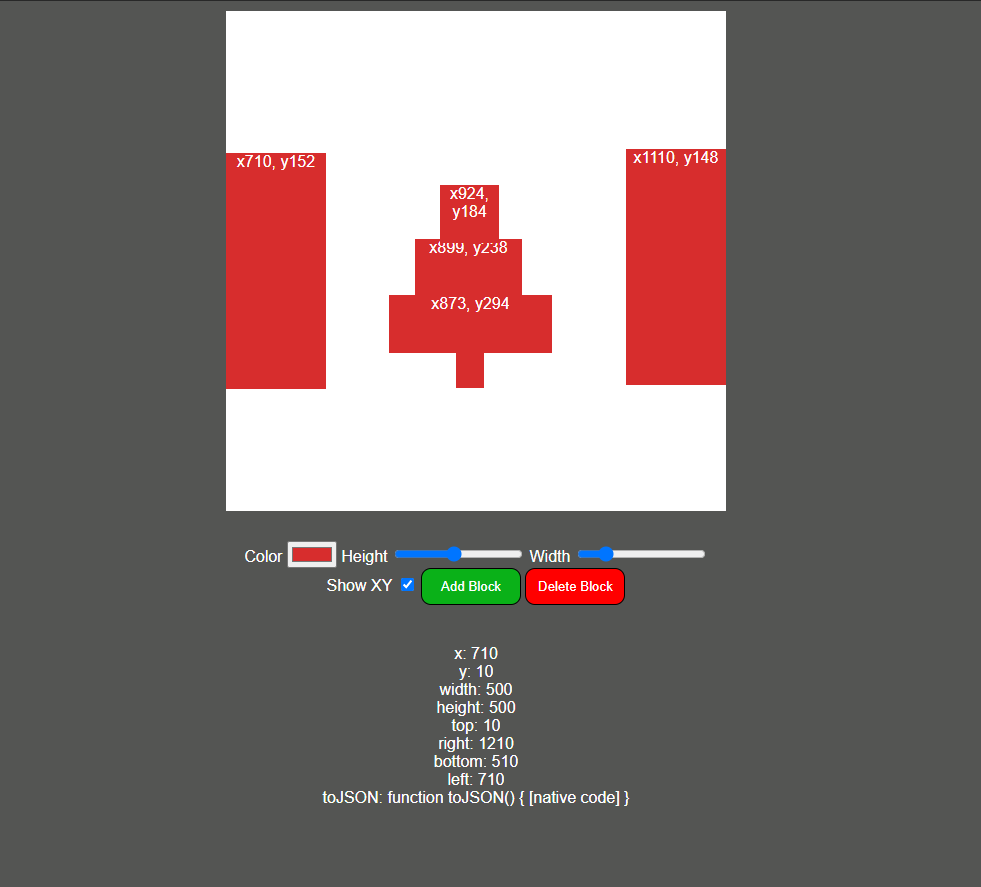 x710, y152
x1110, y148
x924,
y184
x899, y238
x873, y294
Color
Height
Width
Show XY
Add Block
Delete Block
x: 710
y: 10
width: 500
height: 500
top: 10
right: 1210
bottom: 510
left: 710
toJSON: function toJSON() { [native code] }